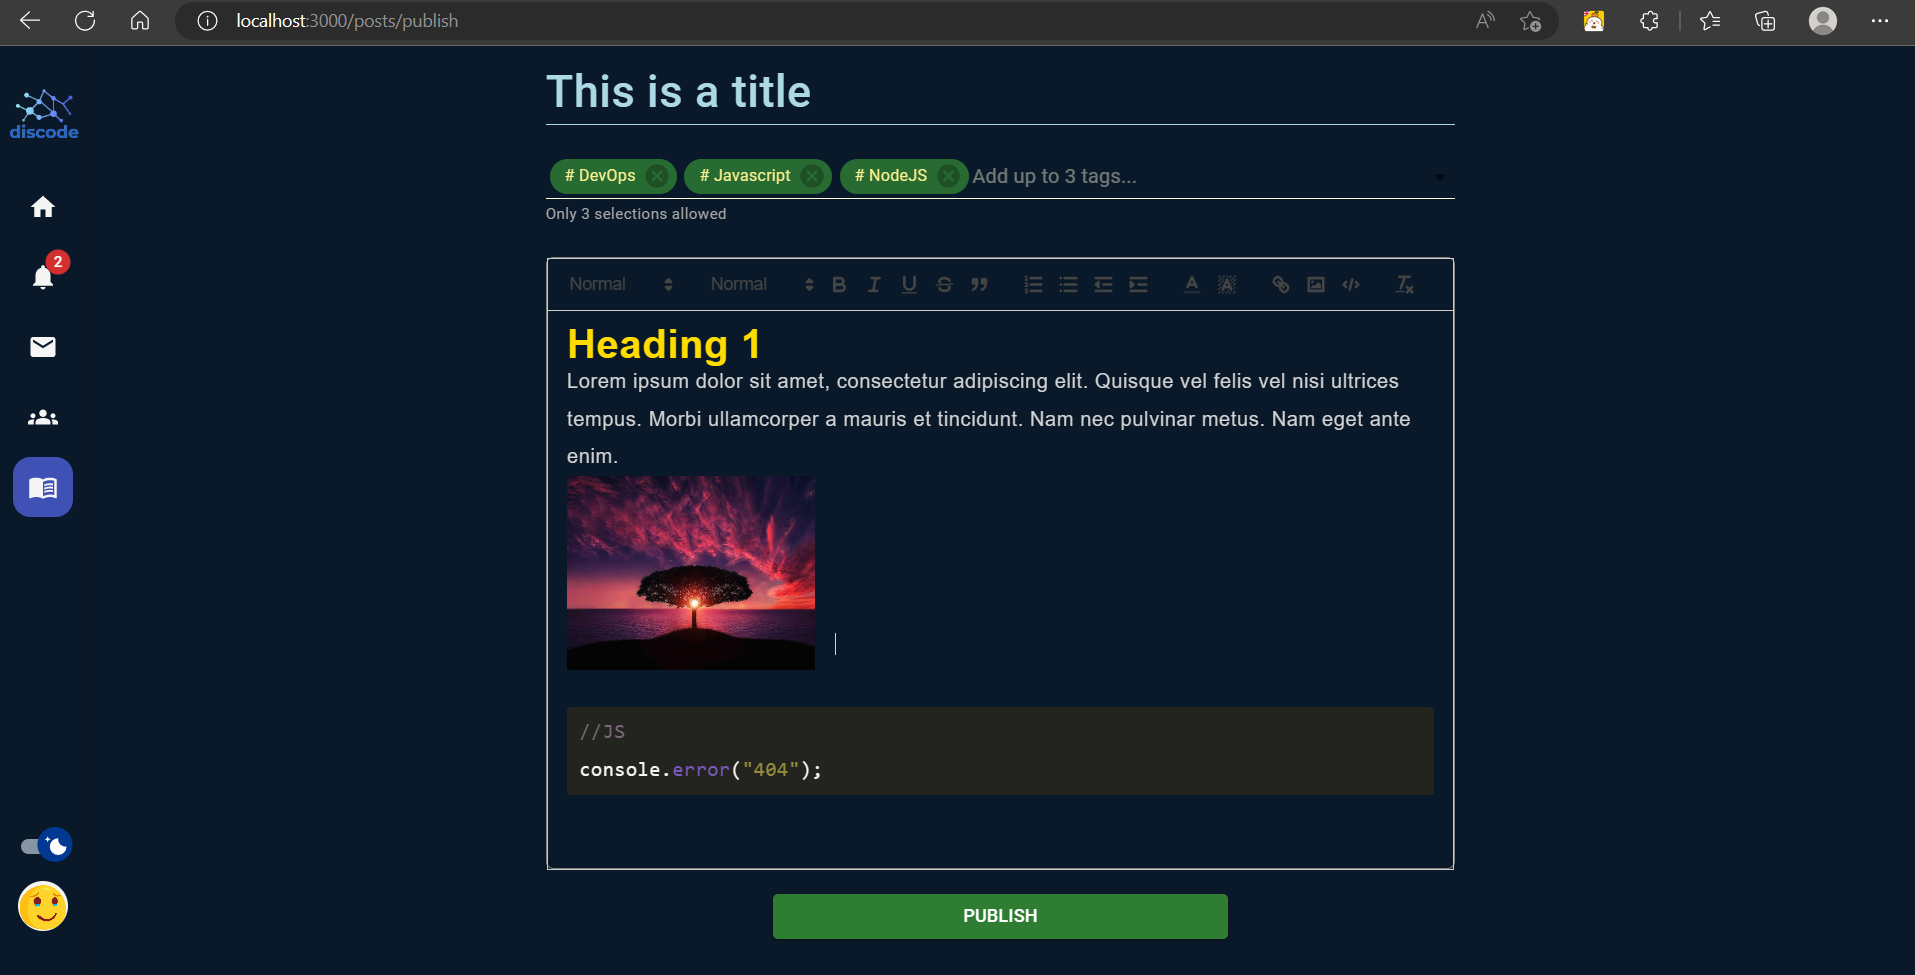 localhost:3000/posts/publish
discode
2
This is a title
# DevOps # Javascript # NodeJS Add up to 3 tags...
Only 3 selections allowed
Normal Normal
Heading 1
Lorem ipsum dolor sit amet, consectetur adipiscing elit. Quisque vel felis vel nisi ultrices
tempus. Morbi ullamcorper a mauris et tincidunt. Nam nec pulvinar metus. Nam eget ante
enim.
//JS
console.error("404");
PUBLISH